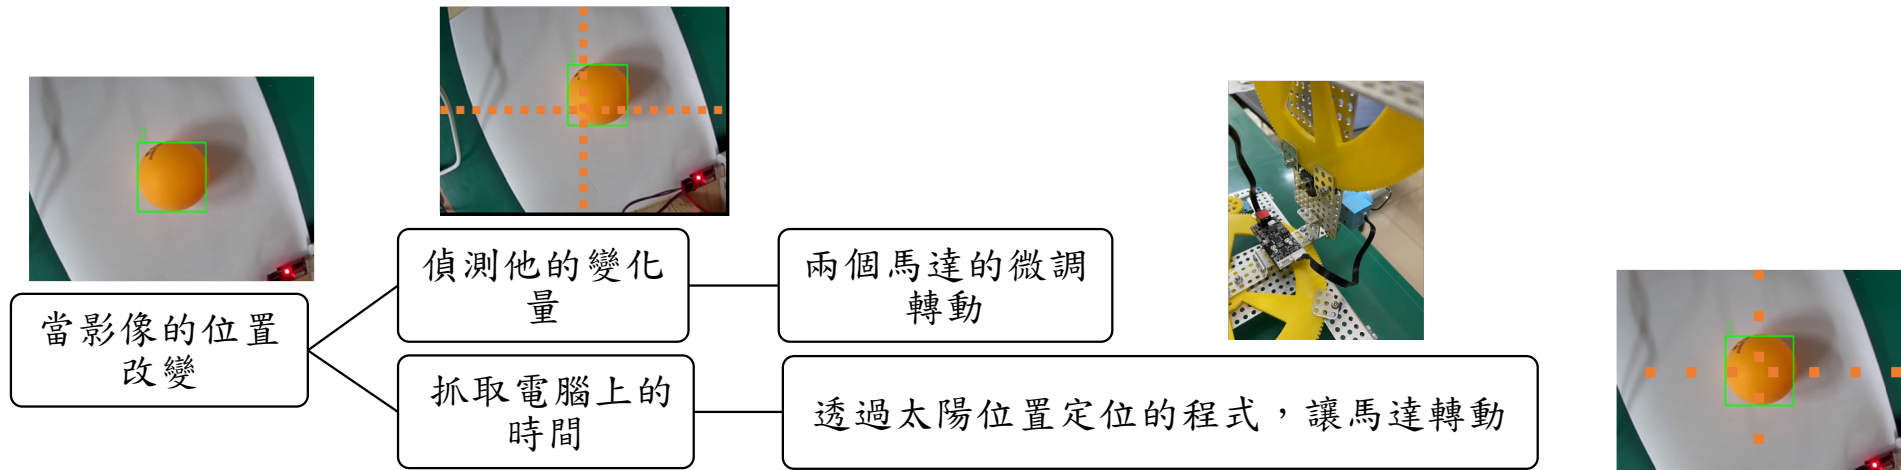 當影像的位置
改變
偵測他的變化
量
兩個馬達的微調
轉動
抓取電腦上的
時間
透過太陽位置定位的程式，讓馬達轉動